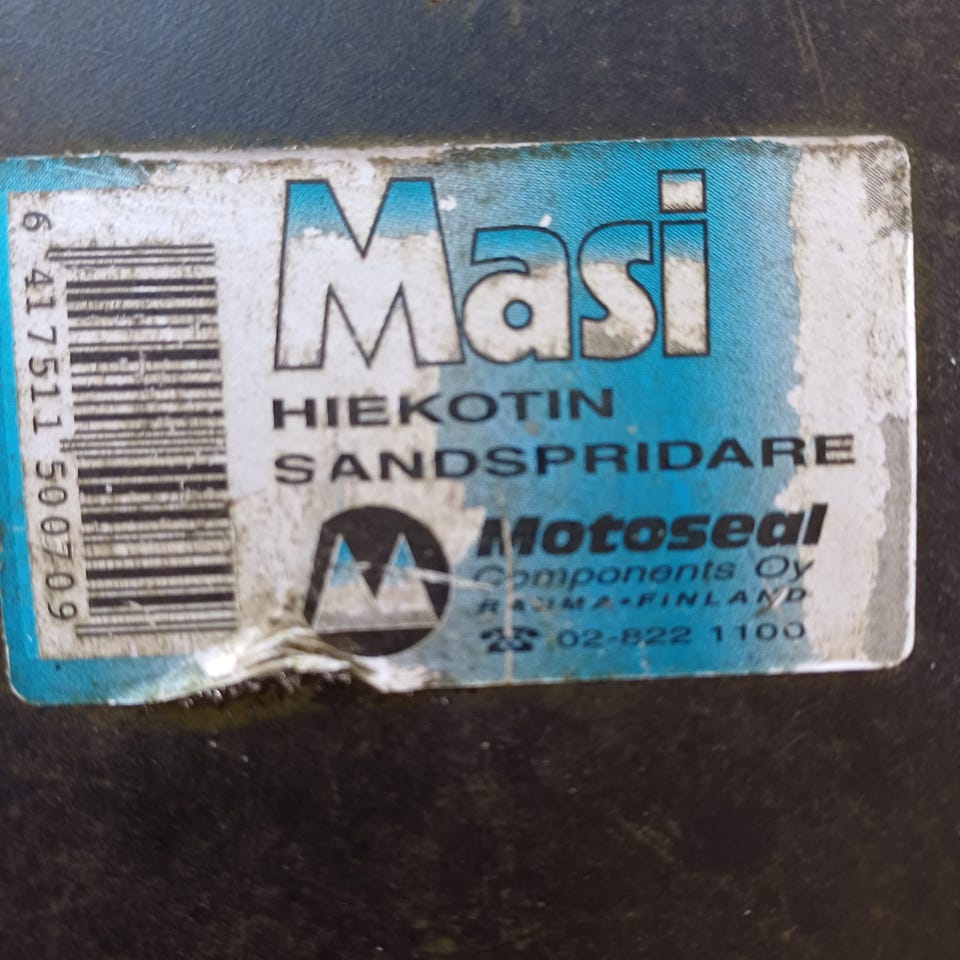 Masi
HIEKOTIN
SANDSPRIDARE
Motoseal
Components Oy
RAUMA-FINLAND
☎ 02-822 1100
6 417511 500709